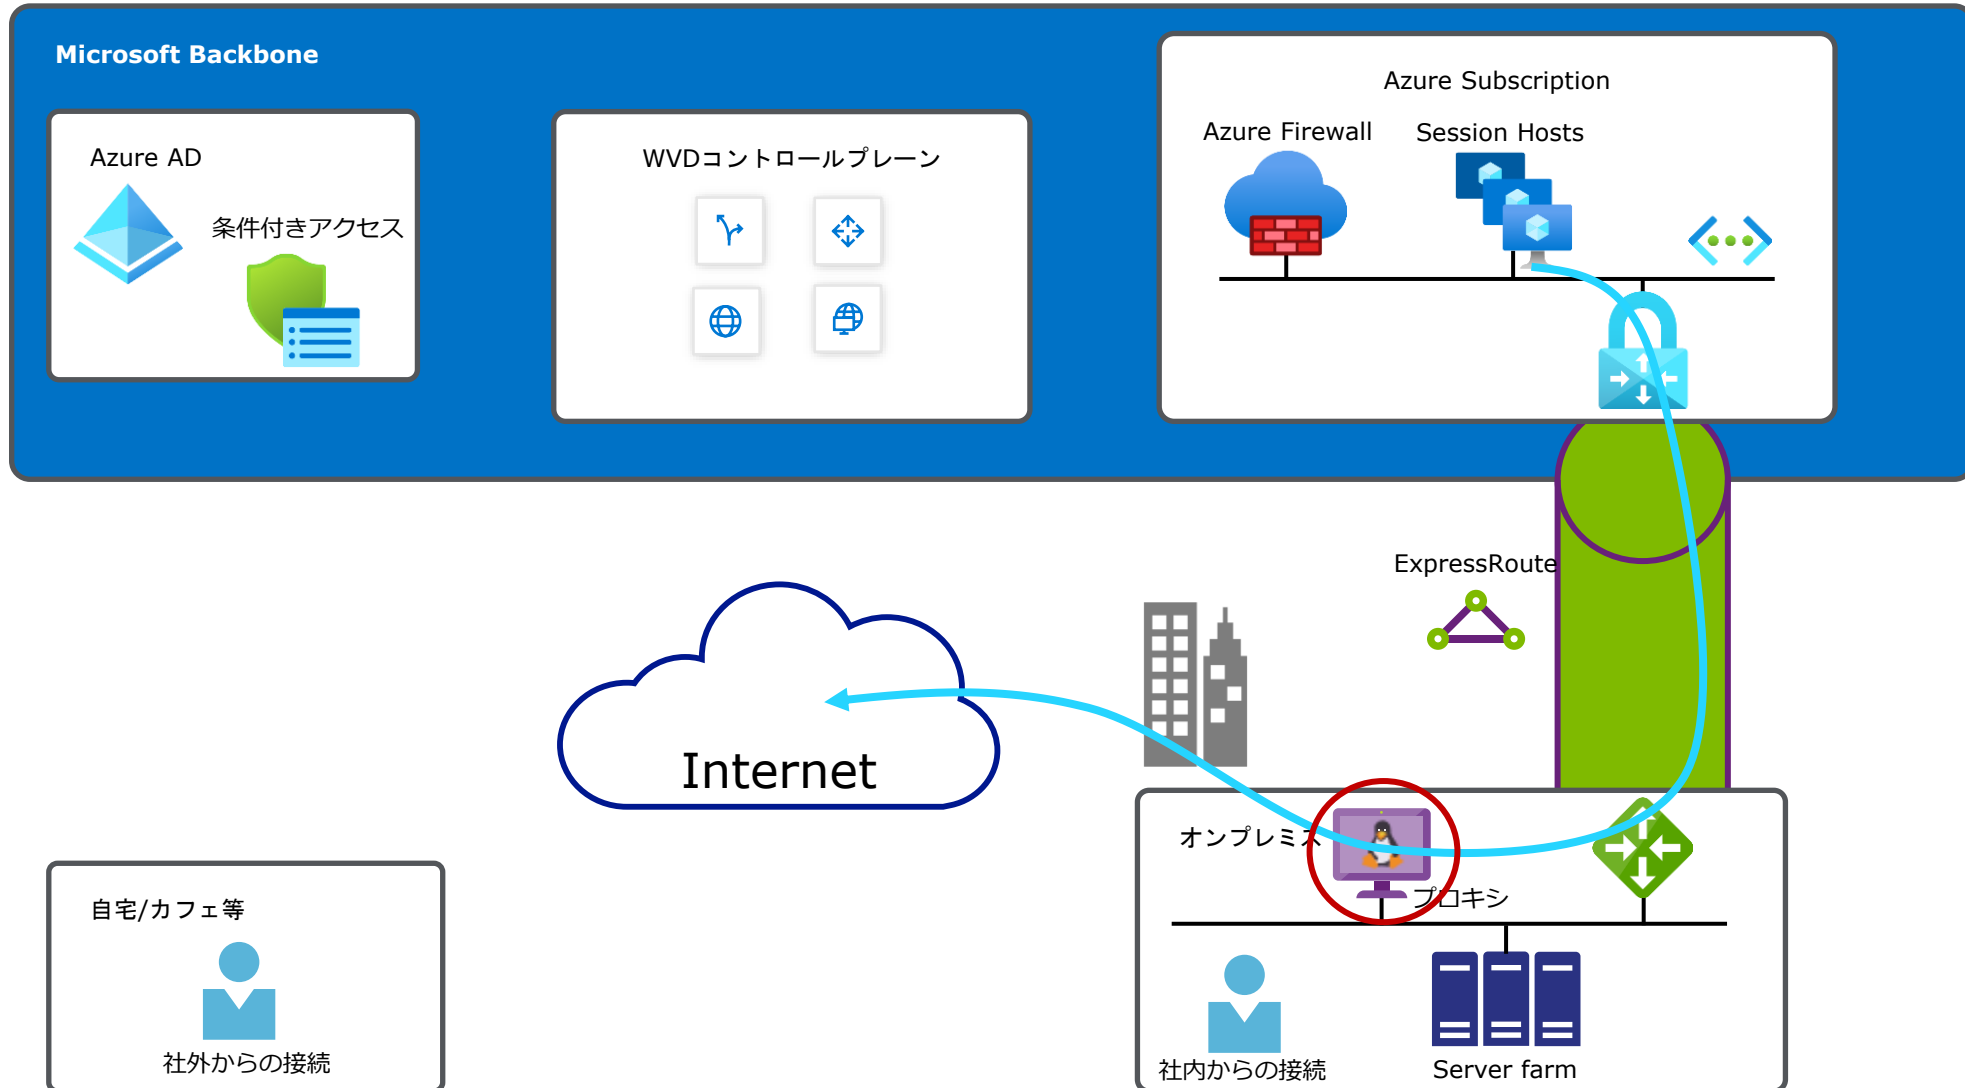 Microsoft Backbone
Azure Subscription
Azure Firewall
Session Hosts
Azure AD
条件付きアクセス
WVDコントロールプレーン
ExpressRoute
Internet
オンプレミス
プロキシ
自宅/カフェ等
社外からの接続
社内からの接続
Server farm